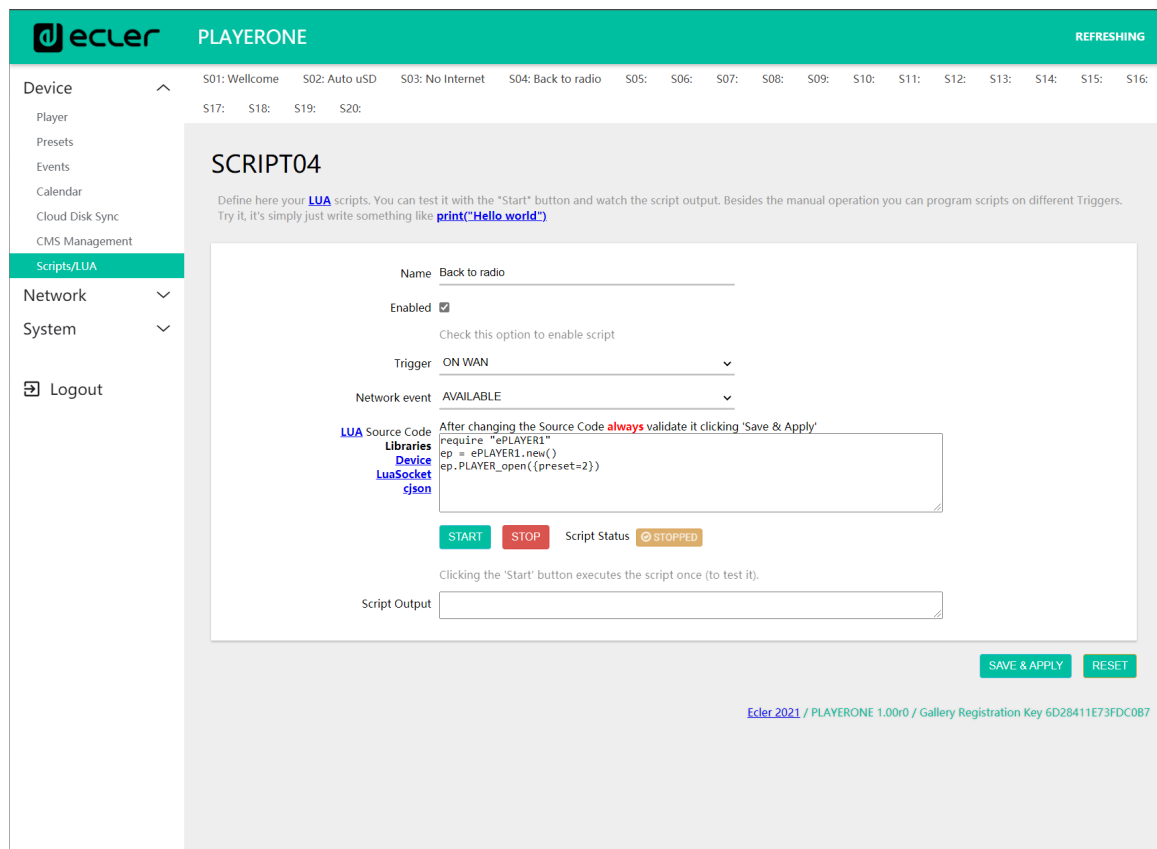 ecler PLAYERONE REFRESHING
Device
Player
Presets
Events
Calendar
Cloud Disk Sync
CMS Management
Scripts/LUA
Network
System
Logout
S01: Wellcome S02: Auto uSD S03: No Internet S04: Back to radio S05: S06: S07: S08: S09: S10: S11: S12: S13: S14: S15: S16:
S17: S18: S19: S20:
SCRIPT04
Define here your LUA scripts. You can test it with the "Start" button and watch the script output. Besides the manual operation you can program scripts on different Triggers.
Try it, it's simply just write something like print("Hello world")
Name Back to radio
Enabled
Check this option to enable script
Trigger ON WAN
Network event AVAILABLE
LUA Source Code
Libraries
Device
LuaSocket
cjson
After changing the Source Code always validate it clicking 'Save & Apply'
require "ePLAYER1"
ep = ePLAYER1.new()
ep.PLAYER_open({preset=2})
START STOP Script Status STOPPED
Clicking the 'Start' button executes the script once (to test it).
Script Output
SAVE & APPLY RESET
Ecler 2021 / PLAYERONE 1.00r0 / Gallery Registration Key 6D28411E73FDC0B7